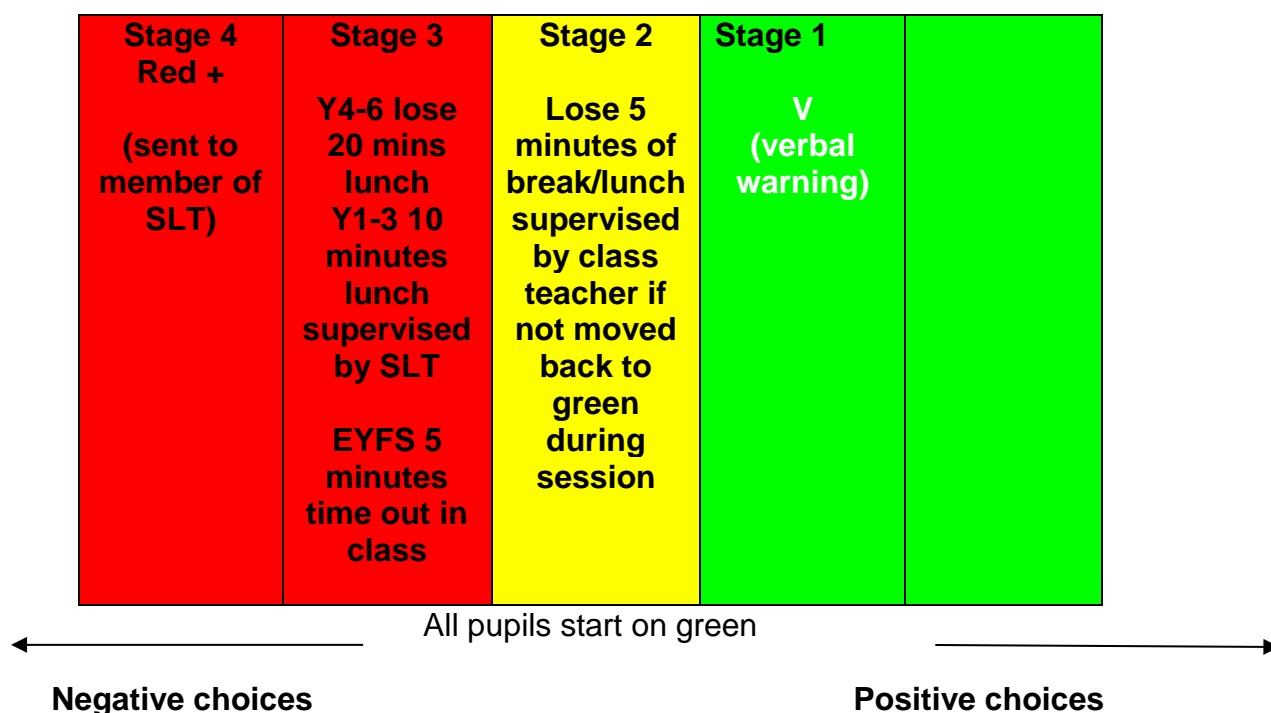 Stage 4
Red +
(sent to
member of
SLT)
Stage 3
Y4-6 lose
20 mins
lunch
Y1-3 10
minutes
lunch
supervised
by SLT
EYFS 5
minutes
time out in
class
Stage 2
Lose 5
minutes of
break/lunch
supervised
by class
teacher if
not moved
back to
green
during
session
Stage 1
V
(verbal
warning)
All pupils start on green
Negative choices
Positive choices